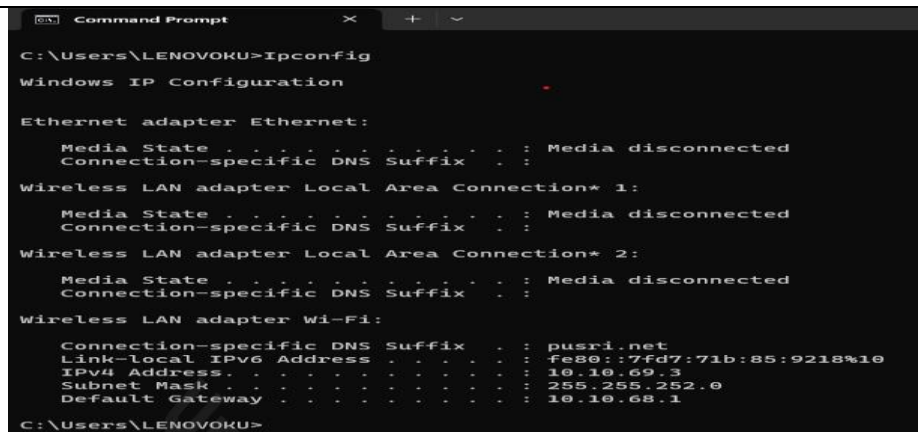 Command Prompt
C:\Users\LENOVOKU>Ipconfig
Windows IP Configuration
Ethernet adapter Ethernet:
Media State . . . . . . . . . . . : Media disconnected
Connection-specific DNS Suffix  . :
Wireless LAN adapter Local Area Connection* 1:
Media State . . . . . . . . . . . : Media disconnected
Connection-specific DNS Suffix  . :
Wireless LAN adapter Local Area Connection* 2:
Media State . . . . . . . . . . . : Media disconnected
Connection-specific DNS Suffix  . :
Wireless LAN adapter Wi-Fi:
Connection-specific DNS Suffix  . : pusri.net
Link-local IPv6 Address . . . . . : fe80::7fd7:71b:85:9218%10
IPv4 Address. . . . . . . . . . . : 10.10.69.3
Subnet Mask . . . . . . . . . . . : 255.255.252.0
Default Gateway . . . . . . . . . : 10.10.68.1
C:\Users\LENOVOKU>